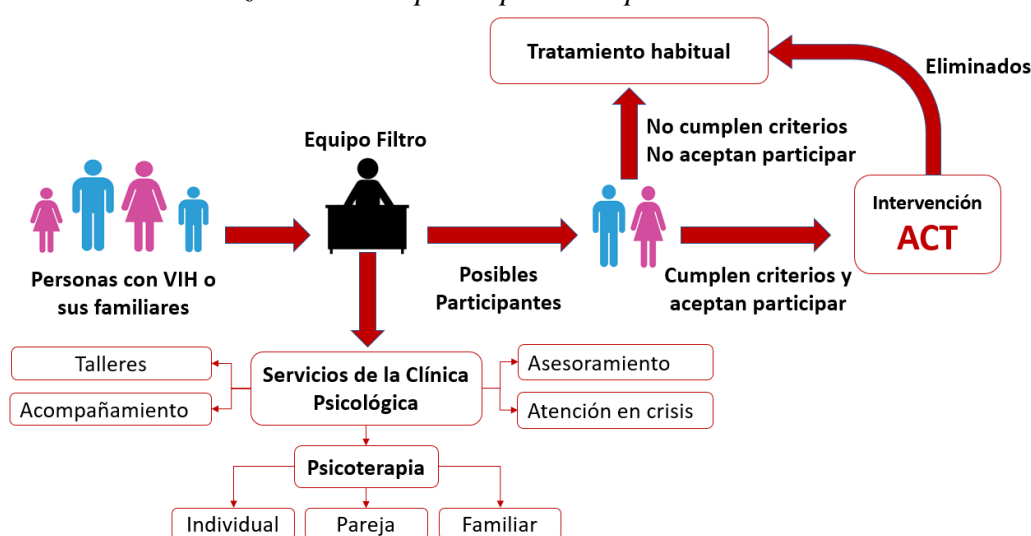 Tratamiento habitual
Eliminados
No cumplen criterios
No aceptan participar
Equipo Filtro
Intervención
ACT
Personas con VIH o
sus familiares
Posibles
Participantes
Cumplen criterios y
aceptan participar
Talleres
Acompañamiento
Servicios de la Clínica
Psicológica
Asesoramiento
Atención en crisis
Psicoterapia
Individual
Pareja
Familiar